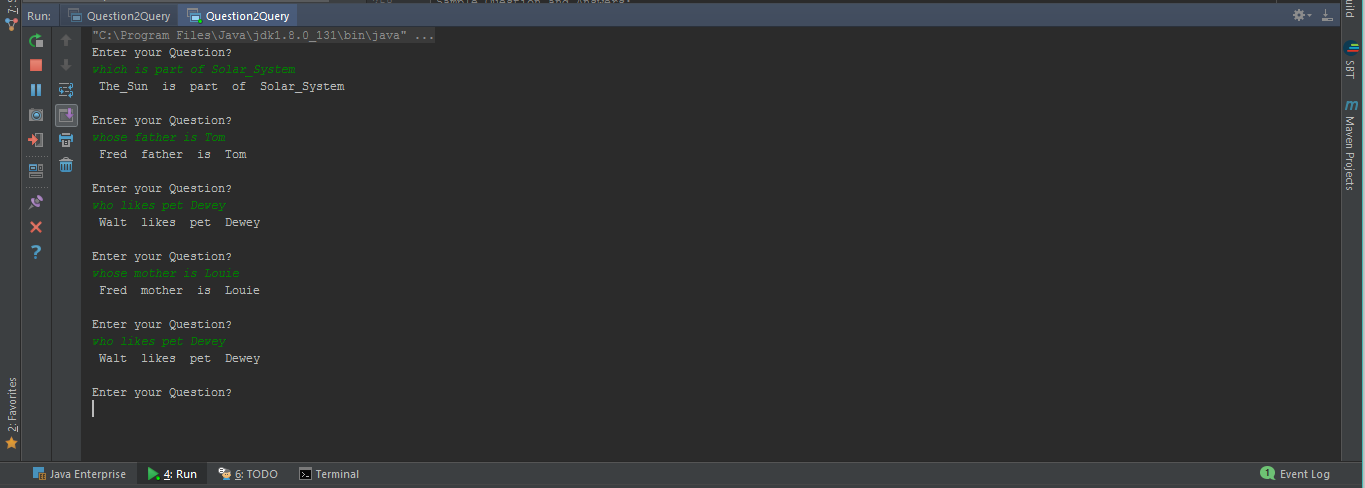 Sample Question and Answers:
Run: Question2Query Question2Query
"C:\Program Files\Java\jdk1.8.0_131\bin\java" ...
Enter your Question?
which is part of Solar_System
The_Sun is part of Solar_System
Enter your Question?
whose father is Tom
Fred father is Tom
Enter your Question?
who likes pet Dewey
Walt likes pet Dewey
Enter your Question?
whose mother is Louie
Fred mother is Louie
Enter your Question?
who likes pet Dewey
Walt likes pet Dewey
Enter your Question?
2: Favorites
SBT
Maven Projects
Java Enterprise 4: Run 6: TODO Terminal 1 Event Log